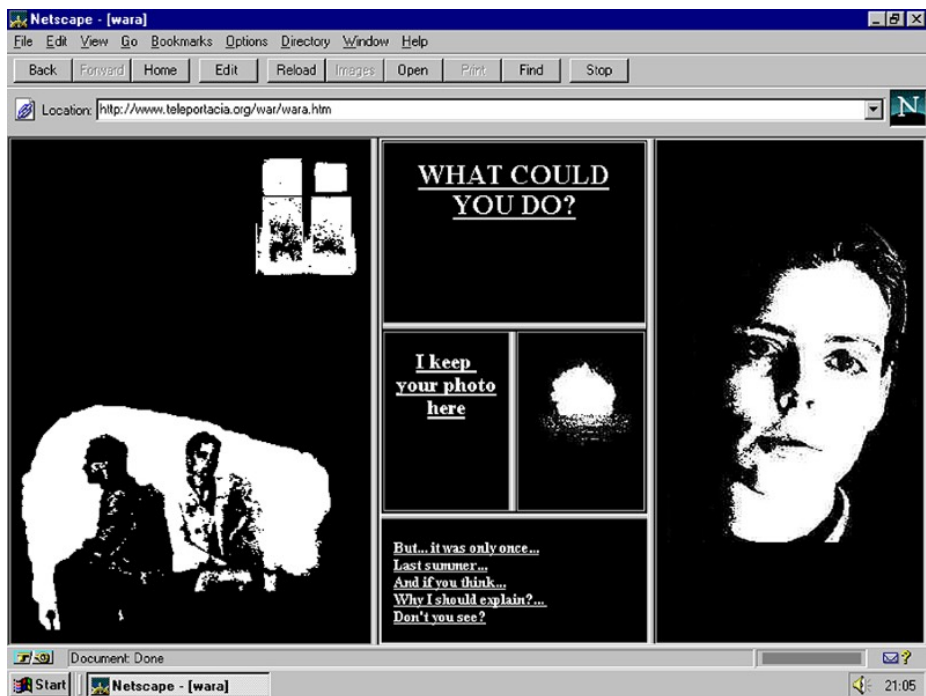 Netscape - [wara]
File Edit View Go Bookmarks Options Directory Window Help
Back Forward Home Edit Reload Images Open Print Find Stop
Location: http://www.teleportacia.org/war/wara.htm
N
WHAT COULD
YOU DO?
I keep
your photo
here
But... it was only once...
Last summer...
And if you think...
Why I should explain?...
Don't you see?
Document: Done
Start Netscape - [wara] 21:05